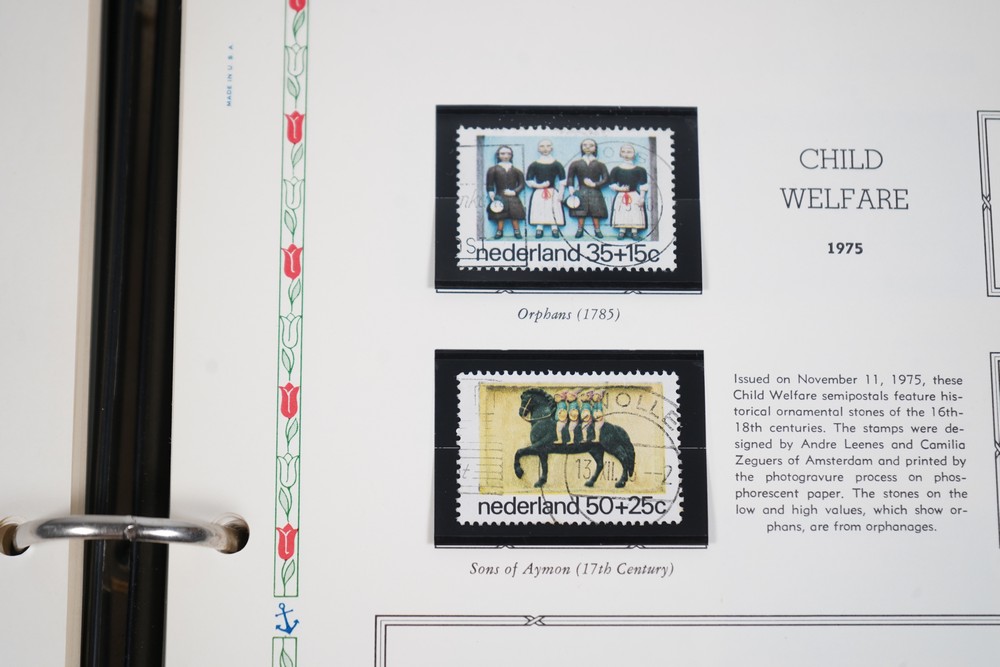 MADE IN U. S. A.
CHILD
WELFARE
1975
nederland 35+15c
Orphans (1785)
nederland 50+25c
Sons of Aymon (17th Century)
Issued on November 11, 1975, these
Child Welfare semipostals feature his-
torical ornamental stones of the 16th-
18th centuries. The stamps were de-
signed by Andre Leenes and Camilia
Zeguers of Amsterdam and printed by
the photogravure process on phos-
phorescent paper. The stones on the
low and high values, which show or-
phans, are from orphanages.